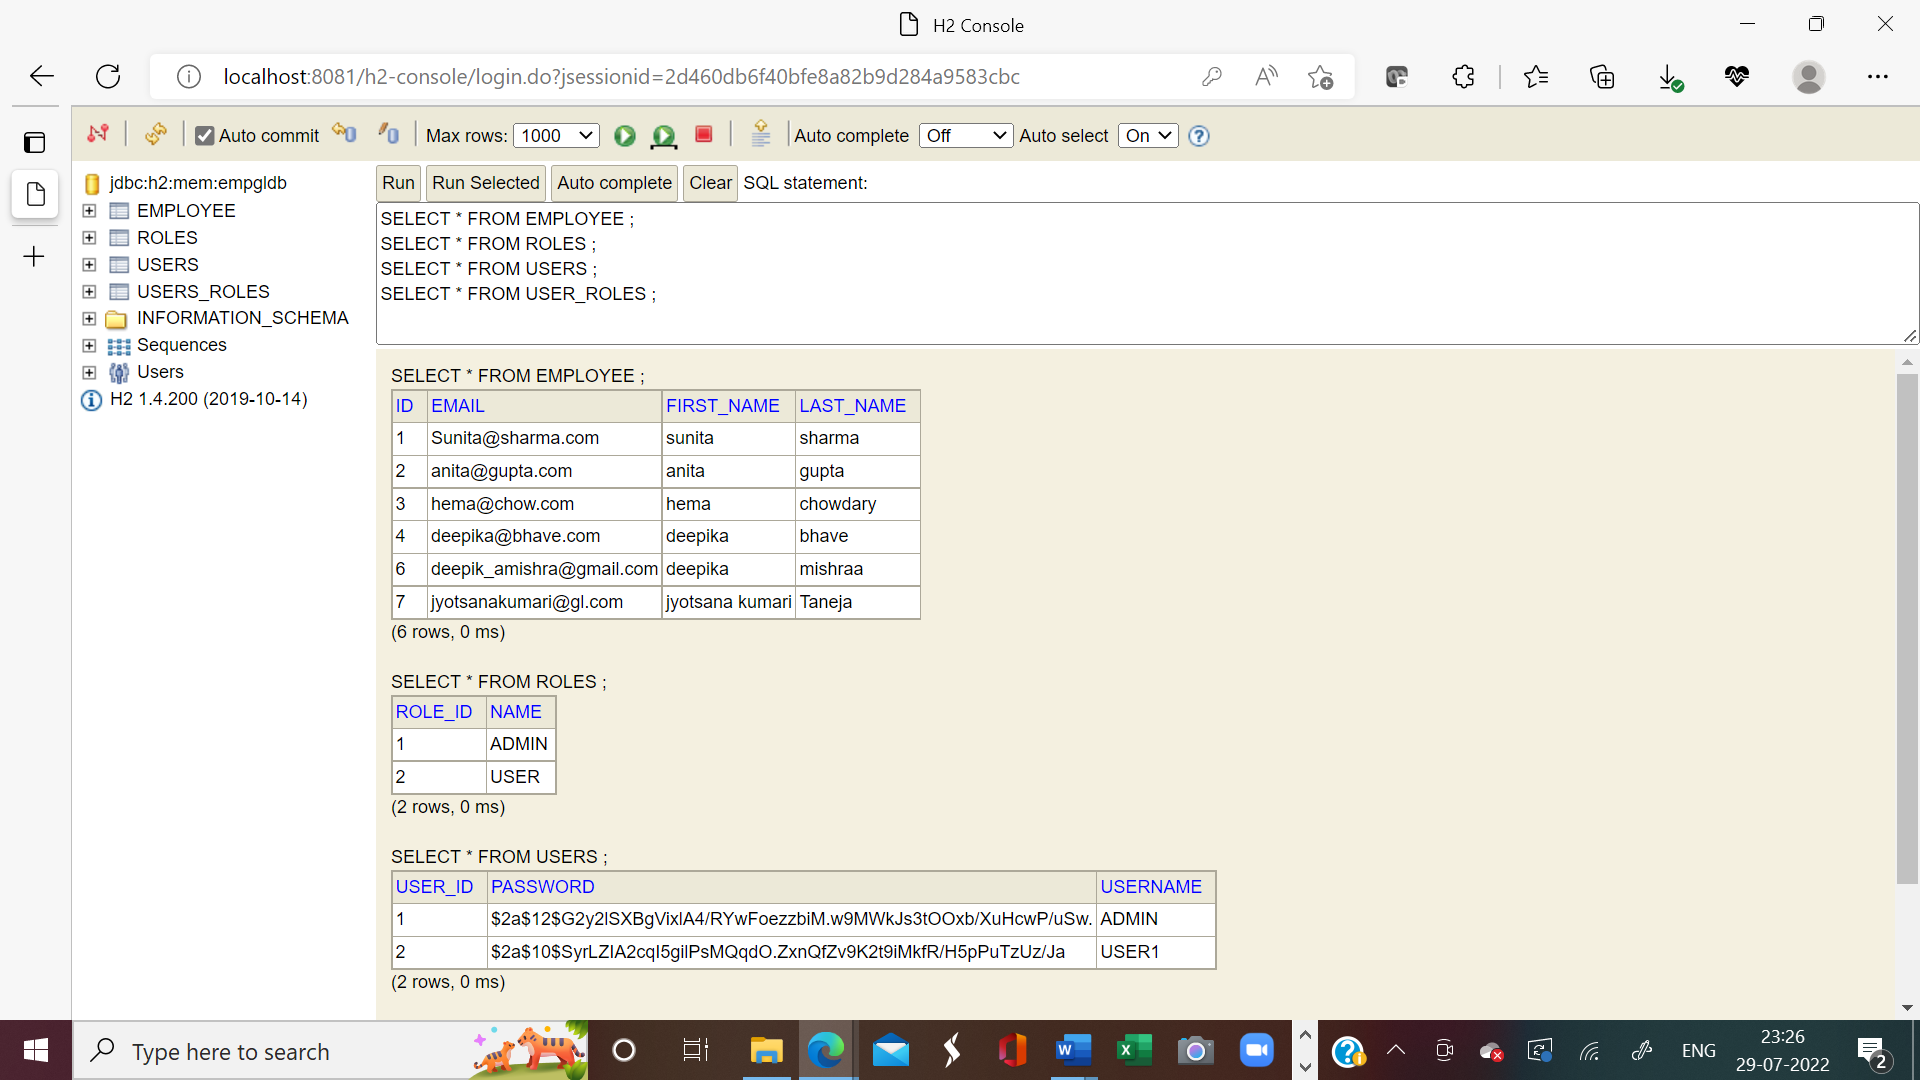 H2 Console
localhost:8081/h2-console/login.do?jsessionid=2d460db6f40bfe8a82b9d284a9583cbc
Auto commit Max rows: 1000 Auto complete Off Auto select On
jdbc:h2:mem:empgldb
EMPLOYEE
ROLES
USERS
USERS_ROLES
INFORMATION_SCHEMA
Sequences
Users
H2 1.4.200 (2019-10-14)
Run Run Selected Auto complete Clear SQL statement:
SELECT * FROM EMPLOYEE ;
SELECT * FROM ROLES ;
SELECT * FROM USERS ;
SELECT * FROM USER_ROLES ;
SELECT * FROM EMPLOYEE ;
ID EMAIL FIRST_NAME LAST_NAME
1 Sunita@sharma.com sunita sharma
2 anita@gupta.com anita gupta
3 hema@chow.com hema chowdary
4 deepika@bhave.com deepika bhave
6 deepik_amishra@gmail.com deepika mishraa
7 jyotsanakumari@gl.com jyotsana kumari Taneja
(6 rows, 0 ms)
SELECT * FROM ROLES ;
ROLE_ID NAME
1 ADMIN
2 USER
(2 rows, 0 ms)
SELECT * FROM USERS ;
USER_ID PASSWORD USERNAME
1 $2a$12$G2y2lSXBgVixlA4/RYwFoezzbiM.w9MWkJs3tOOxb/XuHcwP/uSw. ADMIN
2 $2a$10$SyrLZIA2cqI5gilPsMQqdO.ZxnQfZv9K2t9iMkfR/H5pPuTzUz/Ja USER1
(2 rows, 0 ms)
Type here to search
ENG
23:26
29-07-2022
2